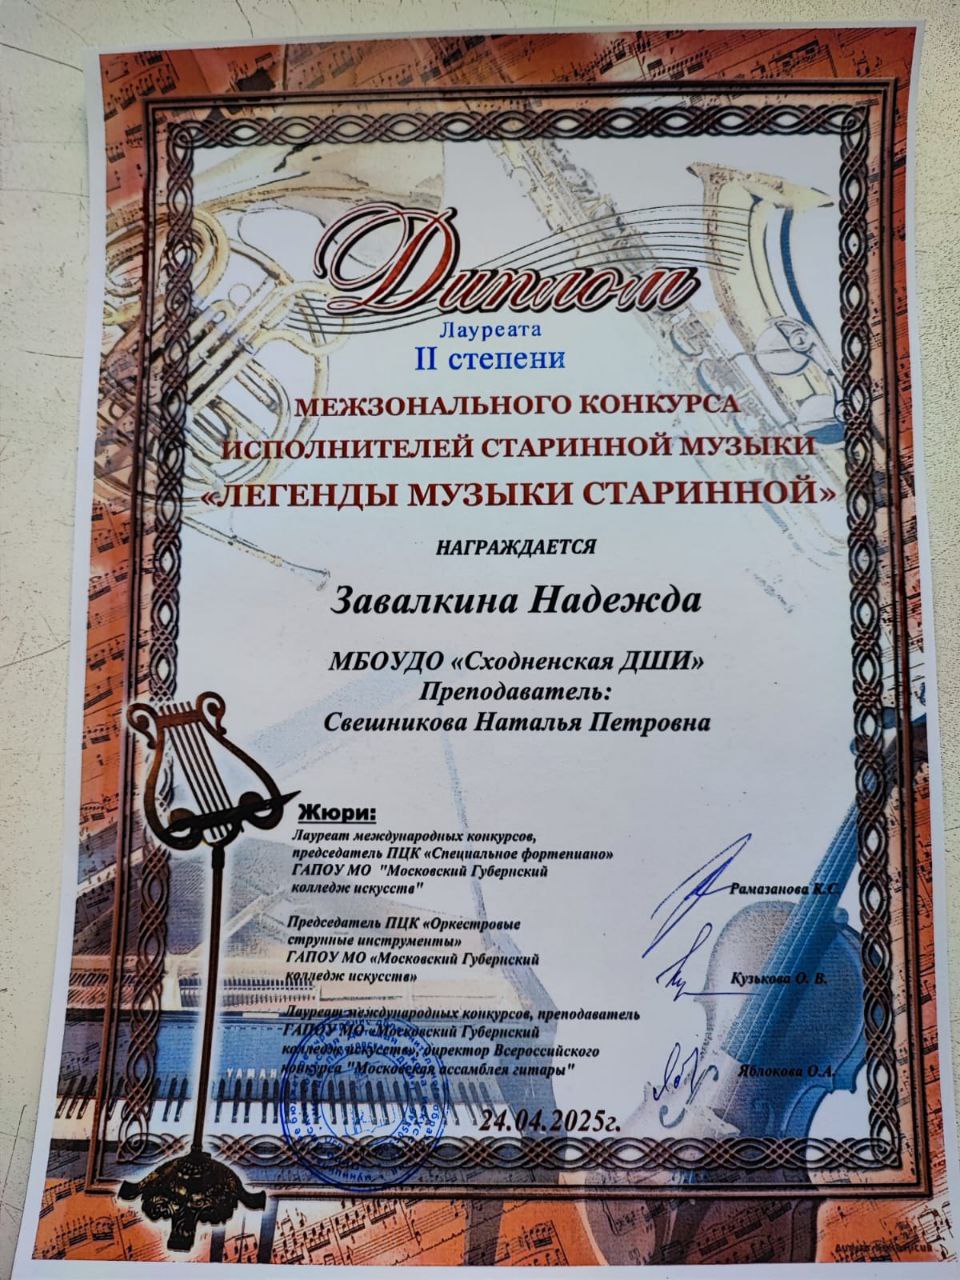 Диплом
Лауреата
II степени
МЕЖЗОНАЛЬНОГО КОНКУРСА
ИСПОЛНИТЕЛЕЙ СТАРИННОЙ МУЗЫКИ
«ЛЕГЕНДЫ МУЗЫКИ СТАРИННОЙ»
НАГРАЖДАЕТСЯ
Завалкина Надежда
МБОУДО «Сходненская ДШИ»
Преподаватель:
Свешникова Наталья Петровна
Жюри:
Лауреат международных конкурсов,
председатель ПЦК «Специальное фортепиано»
ГАПОУ МО "Московский Губернский
колледж искусств"
Рамазанова К.С.
Председатель ПЦК «Оркестровые
струнные инструменты»
ГАПОУ МО «Московский Губернский
колледж искусств»
Кузькова О. В.
Лауреат международных конкурсов, преподаватель
ГАПОУ МО «Московский Губернский
колледж искусств», директор Всероссийского
конкурса "Московская ассамблея гитары"
Яблокова О.А.
YAMAH
24.04.2025г.